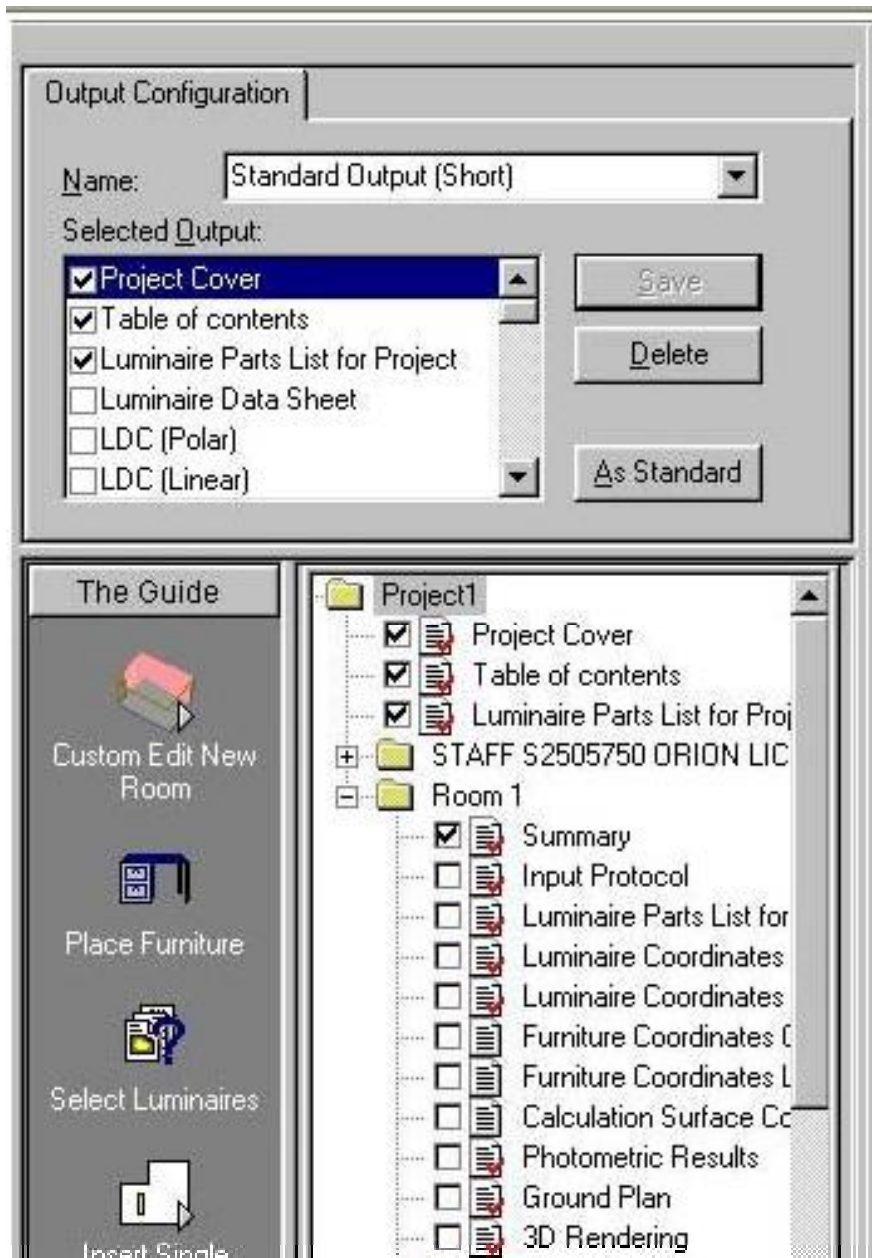 Output Configuration
Name:
Standard Output (Short)
Selected Output:
Project Cover
Table of contents
Luminaire Parts List for Project
Luminaire Data Sheet
LDC (Polar)
LDC (Linear)
Save
Delete
As Standard
The Guide
Custom Edit New
Room
Place Furniture
Select Luminaires
Insert Single
Project1
Project Cover
Table of contents
Luminaire Parts List for Proj
STAFF S2505750 ORION LIC
Room 1
Summary
Input Protocol
Luminaire Parts List for
Luminaire Coordinates
Luminaire Coordinates
Furniture Coordinates (
Furniture Coordinates L
Calculation Surface Co
Photometric Results
Ground Plan
3D Rendering